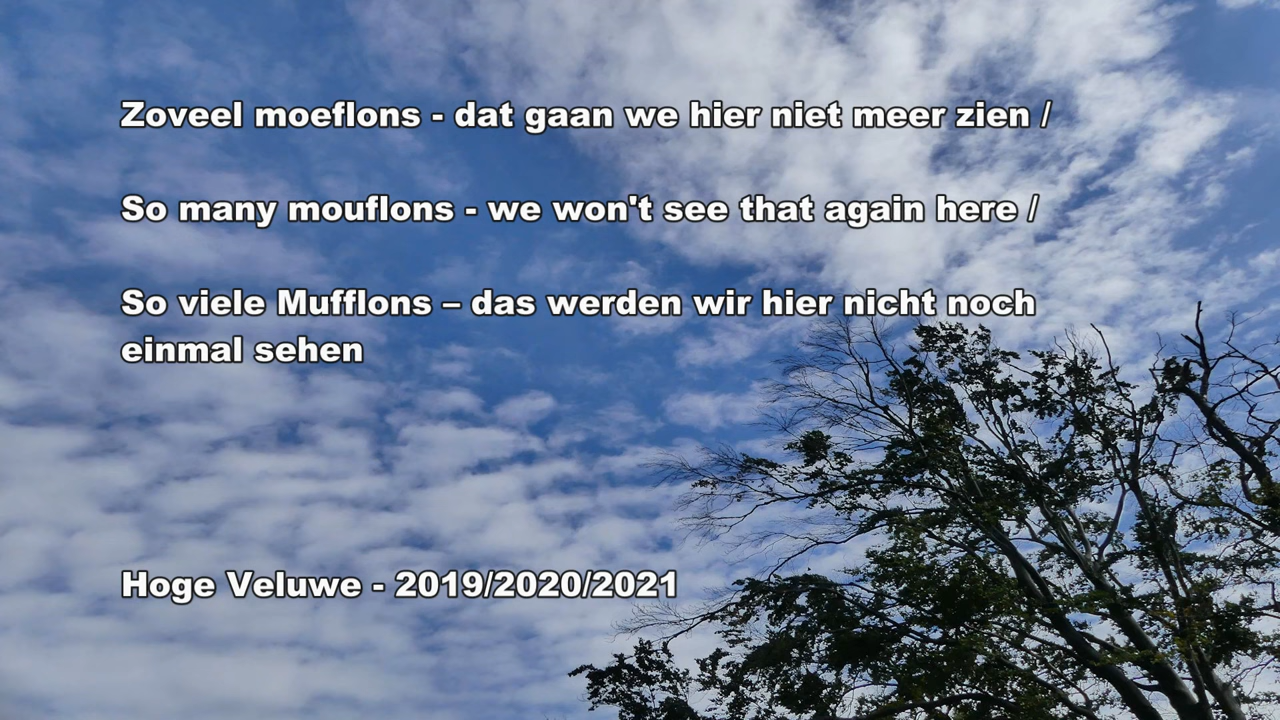 Zoveel moeflons - dat gaan we hier niet meer zien /
So many mouflons - we won't see that again here /
So viele Mufflons – das werden wir hier nicht noch
einmal sehen
Hoge Veluwe - 2019/2020/2021